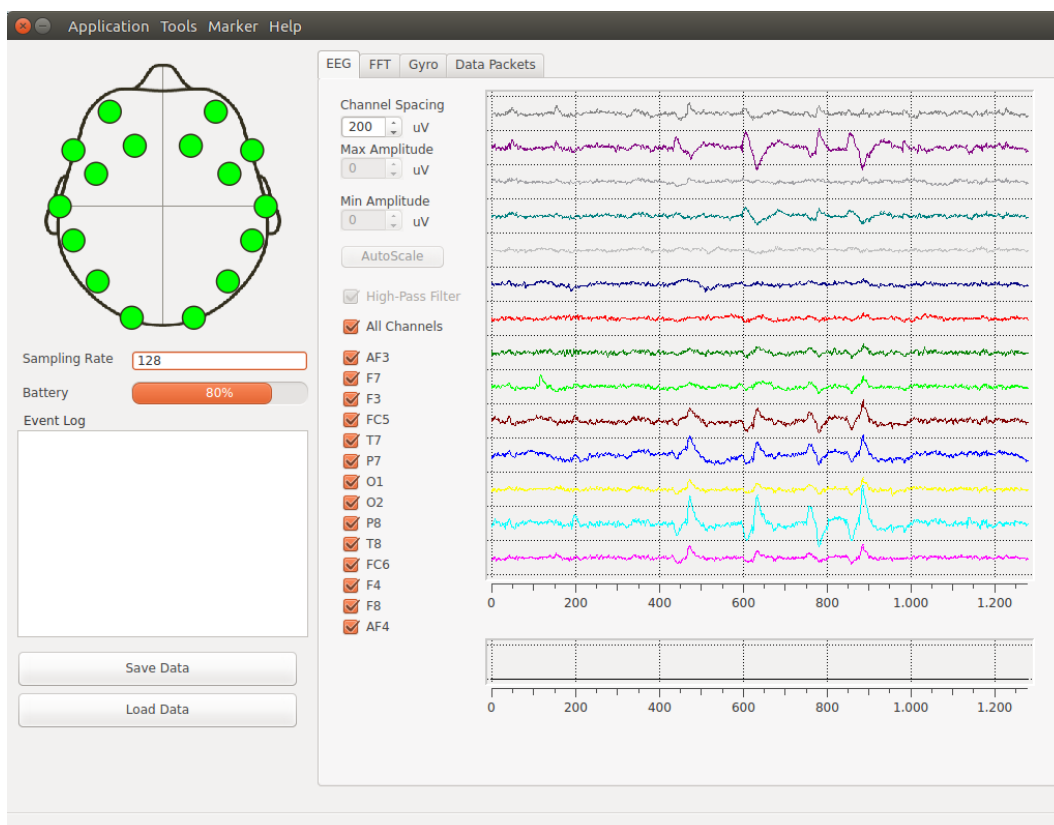 Application Tools Marker Help
EEG FFT Gyro Data Packets
Channel Spacing
200 uV
Max Amplitude
0 uV
Min Amplitude
0 uV
AutoScale
High-Pass Filter
All Channels
AF3
F7
F3
FC5
T7
P7
O1
O2
P8
T8
FC6
F4
F8
AF4
Sampling Rate 128
Battery 80%
Event Log
Save Data
Load Data
0 200 400 600 800 1.000 1.200
0 200 400 600 800 1.000 1.200